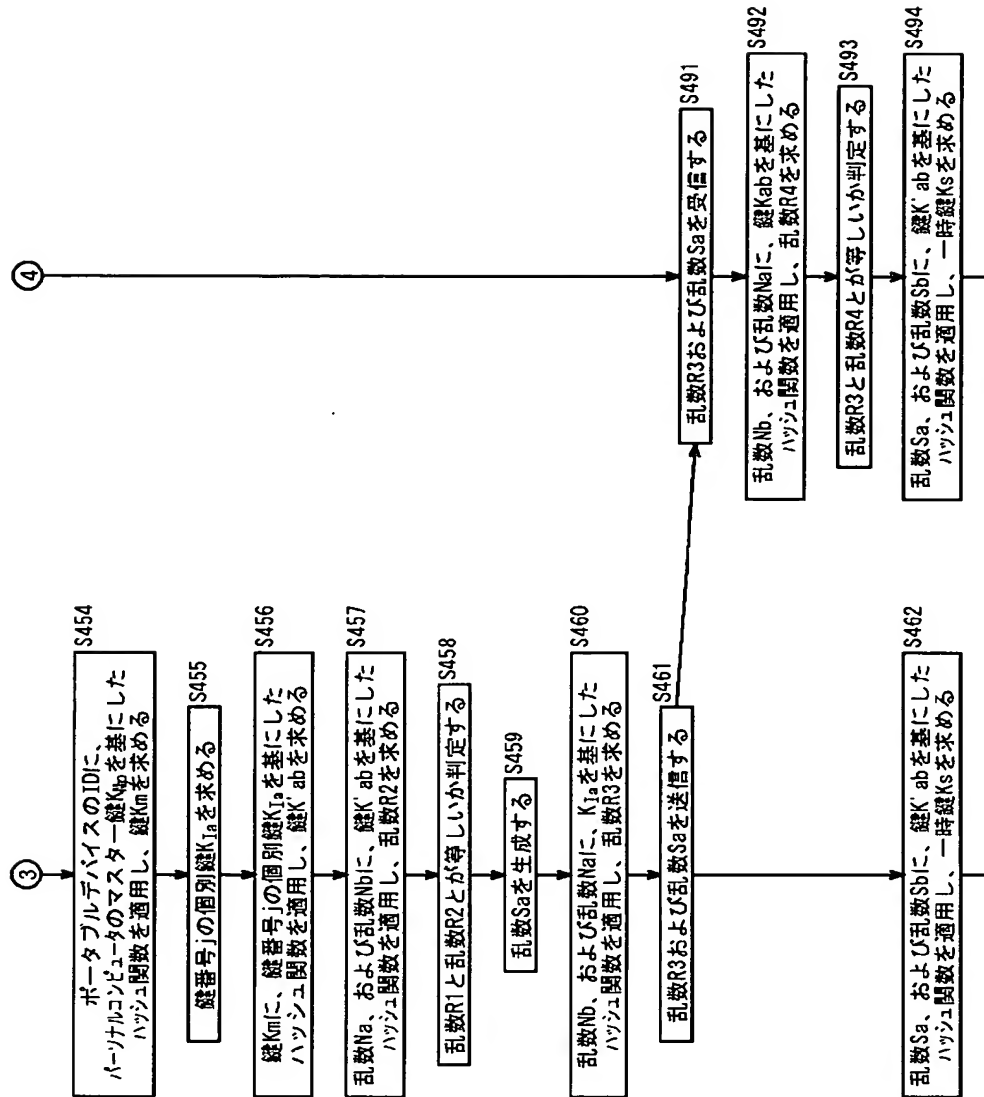 ③
S454
ポータブルデバイスのIDに、
パーソナルコンピュータのマスター鍵KMpを基にした
ハッシュ関数を適用し、鍵Kmを求める
S455
鍵番号jの個別鍵KIaを求める
S456
鍵Kmに、鍵番号jの個別鍵KIaを基にした
ハッシュ関数を適用し、鍵K'abを求める
S457
乱数Na、および乱数Nbに、鍵K'abを基にした
ハッシュ関数を適用し、乱数R2を求める
S458
乱数R1と乱数R2とが等しいか判定する
S459
乱数Saを生成する
S460
乱数Nb、および乱数Naに、KIaを基にした
ハッシュ関数を適用し、乱数R3を求める
S461
乱数R3および乱数Saを送信する
S462
乱数Sa、および乱数Sbに、鍵K'abを基にした
ハッシュ関数を適用し、一時鍵Ksを求める
④
S491
乱数R3および乱数Saを受信する
S492
乱数Nb、および乱数Naに、鍵Kabを基にした
ハッシュ関数を適用し、乱数R4を求める
S493
乱数R3と乱数R4とが等しいか判定する
S494
乱数Sa、および乱数Sbに、鍵K'abを基にした
ハッシュ関数を適用し、一時鍵Ksを求める